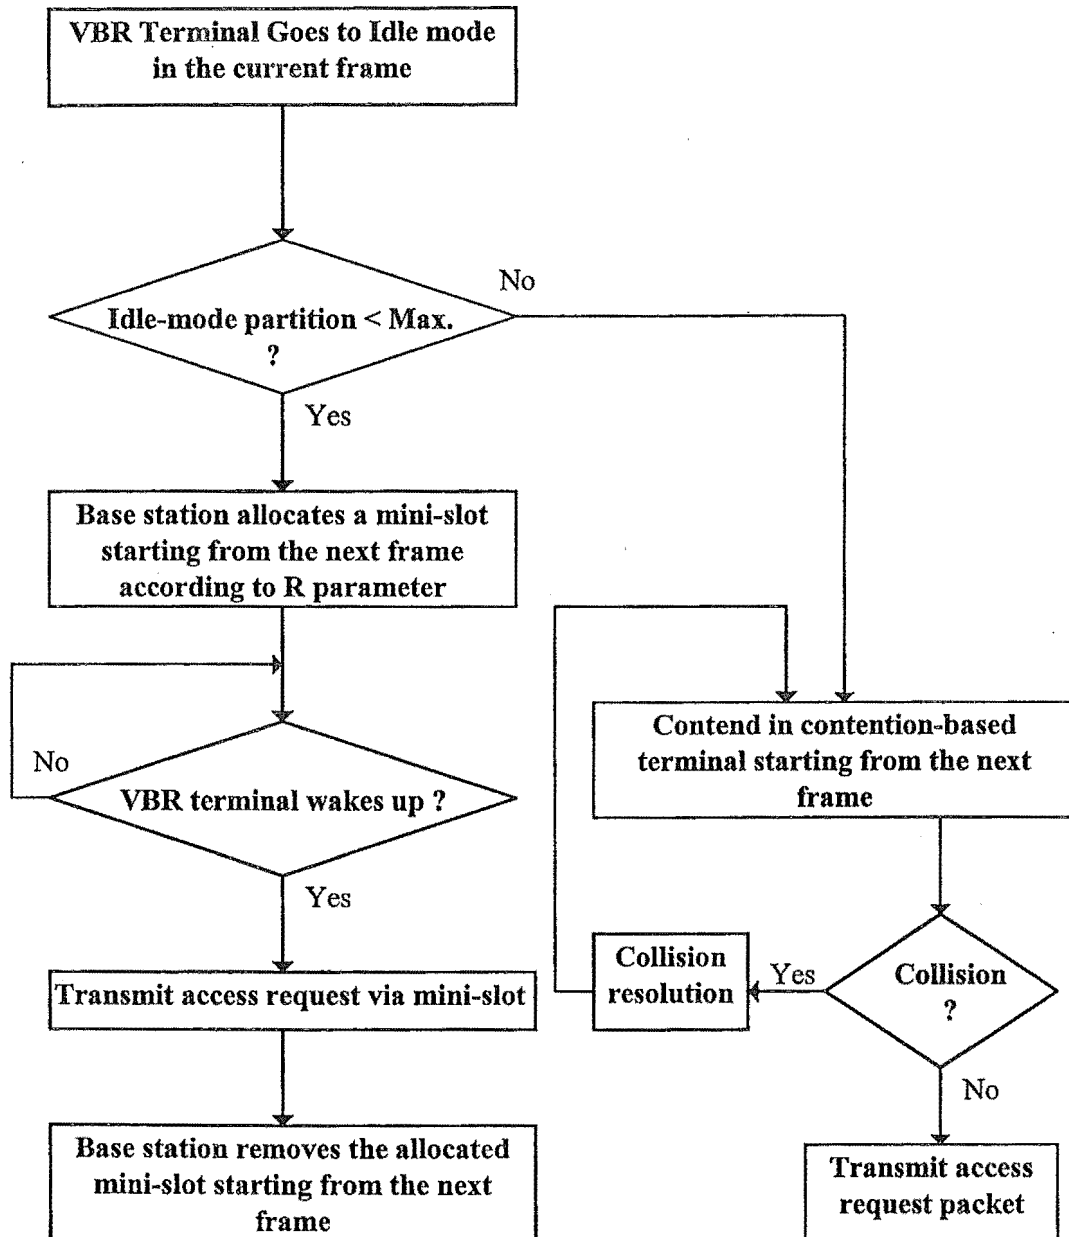 VBR Terminal Goes to Idle mode
in the current frame
No
Idle-mode partition < Max.
?
Yes
Base station allocates a mini-slot
starting from the next frame
according to R parameter
No
VBR terminal wakes up ?
Yes
Transmit access request via mini-slot
Base station removes the allocated
mini-slot starting from the next
frame
Contend in contention-based
terminal starting from the next
frame
Collision
?
Yes
Collision
resolution
No
Transmit access
request packet